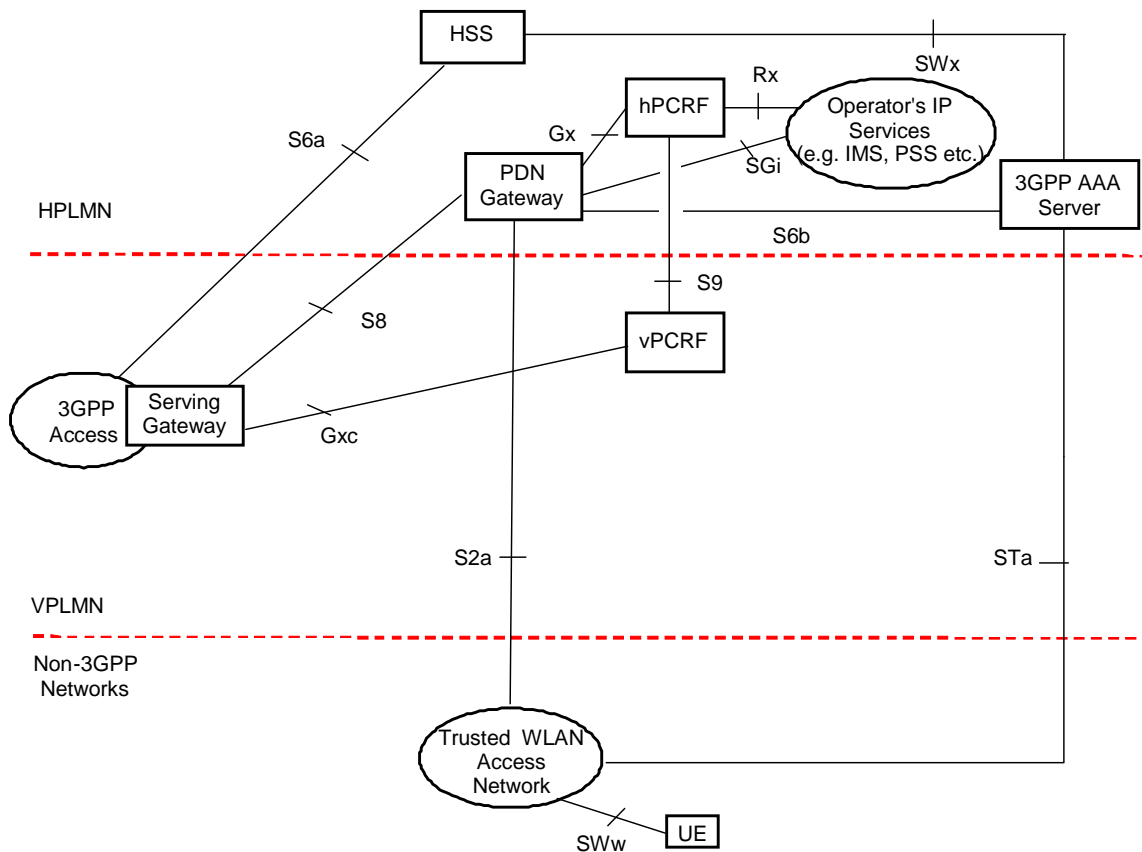 HSS
SWx
Rx
hPCRF
Operator's IP
Services
(e.g. IMS, PSS etc.)
Gx
S6a
SGi
PDN
Gateway
3GPP AAA
Server
HPLMN
S6b
S9
S8
vPCRF
3GPP
Access
Serving
Gateway
Gxc
S2a
STa
VPLMN
Non-3GPP
Networks
Trusted WLAN
Access
Network
UE
SWw